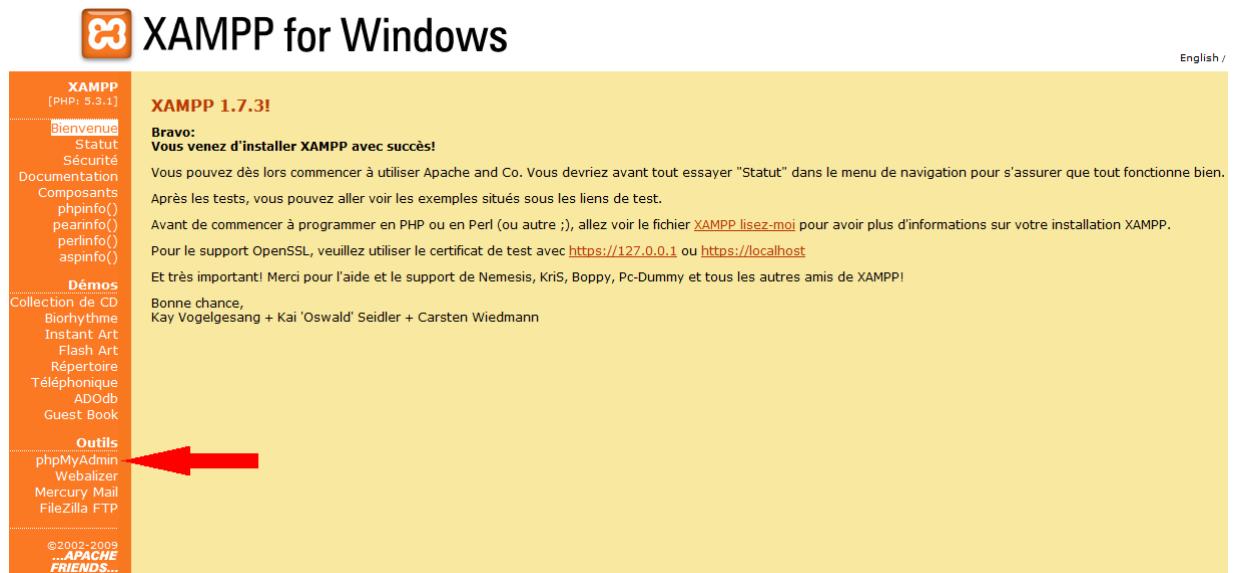 XAMPP for Windows
English /
XAMPP
[PHP: 5.3.1]
Bienvenue
Statut
Sécurité
Documentation
Composants
phpinfo()
pearinfo()
perlinfo()
aspinfo()
Démos
Collection de CD
Biorhythme
Instant Art
Flash Art
Répertoire
Téléphonique
ADOdb
Guest Book
Outils
phpMyAdmin
Webalizer
Mercury Mail
FileZilla FTP
©2002-2009
...APACHE
FRIENDS...
XAMPP 1.7.3!
Bravo:
Vous venez d'installer XAMPP avec succès!
Vous pouvez dès lors commencer à utiliser Apache and Co. Vous devriez avant tout essayer "Statut" dans le menu de navigation pour s'assurer que tout fonctionne bien.
Après les tests, vous pouvez aller voir les exemples situés sous les liens de test.
Avant de commencer à programmer en PHP ou en Perl (ou autre ;), allez voir le fichier XAMPP lisez-moi pour avoir plus d'informations sur votre installation XAMPP.
Pour le support OpenSSL, veuillez utiliser le certificat de test avec https://127.0.0.1 ou https://localhost
Et très important! Merci pour l'aide et le support de Nemesis, KriS, Boppy, Pc-Dummy et tous les autres amis de XAMPP!
Bonne chance,
Kay Vogelgesang + Kai 'Oswald' Seidler + Carsten Wiedmann